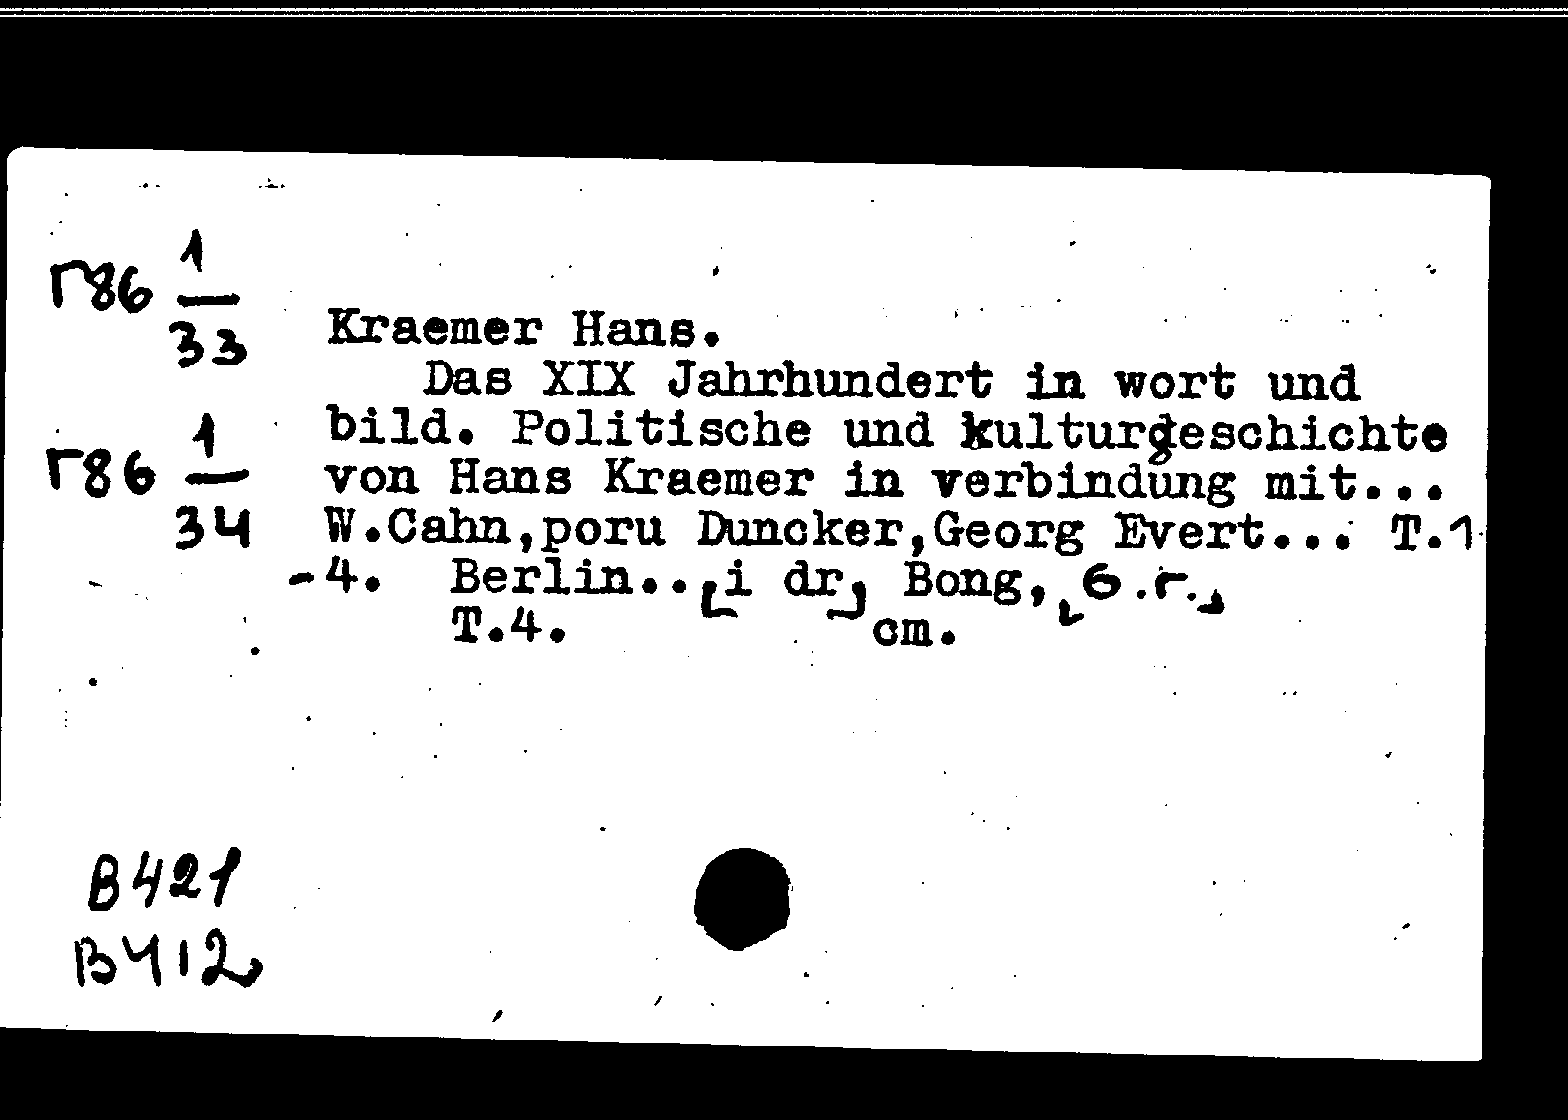 Г86 1
33
Kraemer Hans.
Das XIX Jahrhundert in wort und
bild. Politische und kulturgeschichte
Г86 1
34
von Hans Kraemer in verbindung mit...
W.Cahn,poru Duncker,Georg Evert... T.1
-4. Berlin..[i dr] Bong, [б.г.]
T.4. cm.
В421
В412